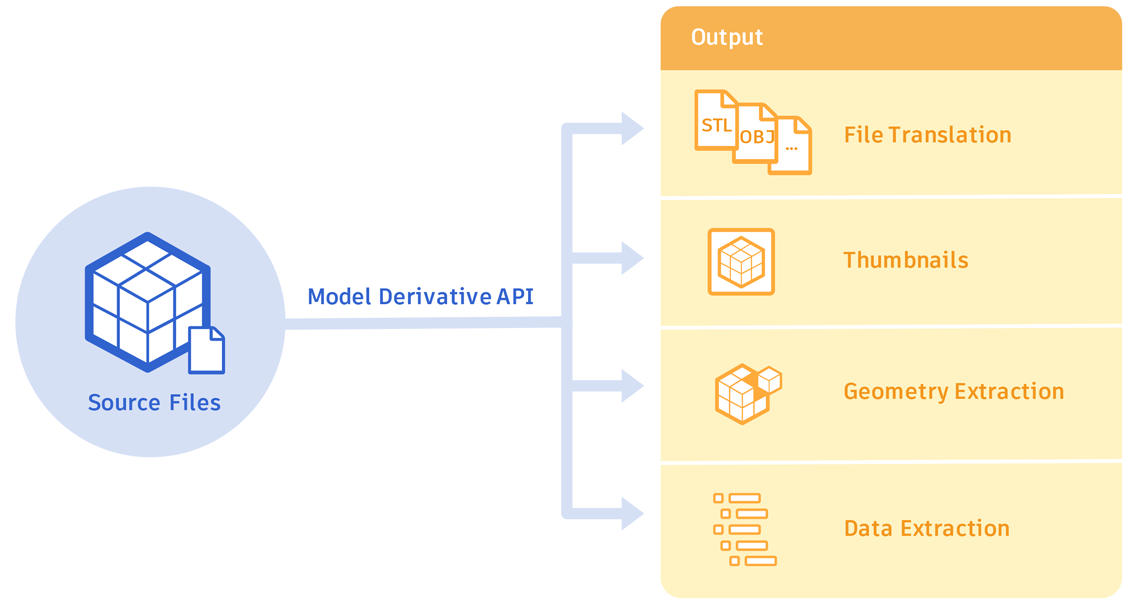 Output
STL
OBJ
...
File Translation
Thumbnails
Model Derivative API
Geometry Extraction
Source Files
Data Extraction